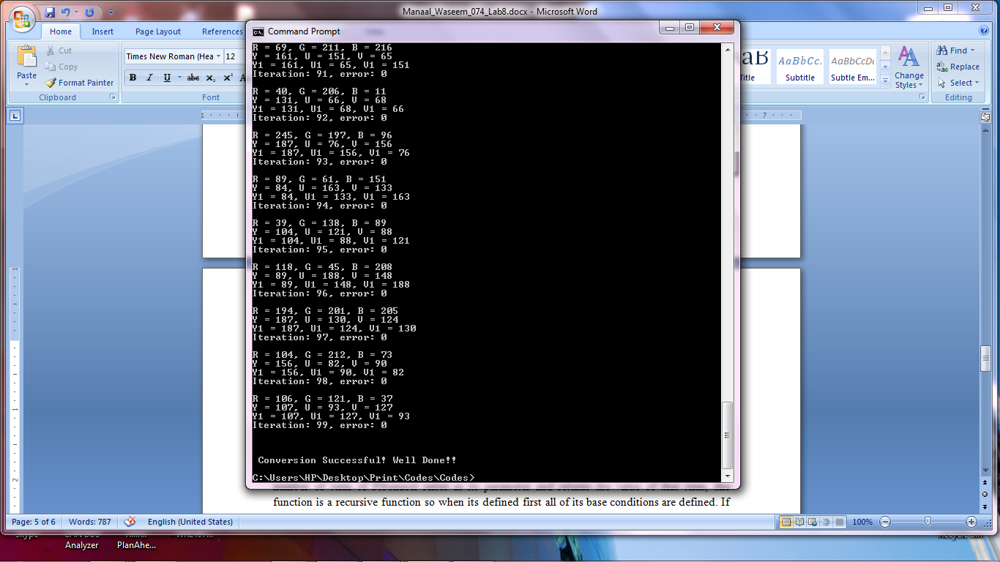 Manaal_Waseem_074_Lab8.docx - Microsoft Word
Home Insert Page Layout References
Paste
Cut
Copy
Format Painter
Clipboard
Times New Roman (Hea 12
B I U abc x₂ x² A
Font
Title
AaBbCc.
Subtitle
AaBbCcDc
Subtle Em...
Change Styles
Find
Replace
Select
Editing
1
7
Command Prompt
R = 69, G = 211, B = 216
Y = 161, U = 151, V = 65
Y1 = 161, U1 = 65, V1 = 151
Iteration: 91, error: 0
R = 40, G = 206, B = 11
Y = 131, U = 66, V = 68
Y1 = 131, U1 = 68, V1 = 66
Iteration: 92, error: 0
R = 245, G = 197, B = 96
Y = 187, U = 76, V = 156
Y1 = 187, U1 = 156, V1 = 76
Iteration: 93, error: 0
R = 89, G = 61, B = 151
Y = 84, U = 163, V = 133
Y1 = 84, U1 = 133, V1 = 163
Iteration: 94, error: 0
R = 39, G = 138, B = 89
Y = 104, U = 121, V = 88
Y1 = 104, U1 = 88, V1 = 121
Iteration: 95, error: 0
R = 118, G = 45, B = 208
Y = 89, U = 188, V = 148
Y1 = 89, U1 = 148, V1 = 188
Iteration: 96, error: 0
R = 194, G = 201, B = 205
Y = 187, U = 130, V = 124
Y1 = 187, U1 = 124, V1 = 130
Iteration: 97, error: 0
R = 104, G = 212, B = 73
Y = 156, U = 82, V = 90
Y1 = 156, U1 = 90, V1 = 82
Iteration: 98, error: 0
R = 106, G = 121, B = 37
Y = 107, U = 93, V = 127
Y1 = 107, U1 = 127, V1 = 93
Iteration: 99, error: 0
Conversion Successful! Well Done!!
C:\Users\HP\Desktop\Print\Codes\Codes>
function is a recursive function so when its defined first all of its base conditions are defined. If
Page: 5 of 6 Words: 787 English (United States) 100%
Skype
Analyzer
PlanAhe...
Recycle Bin